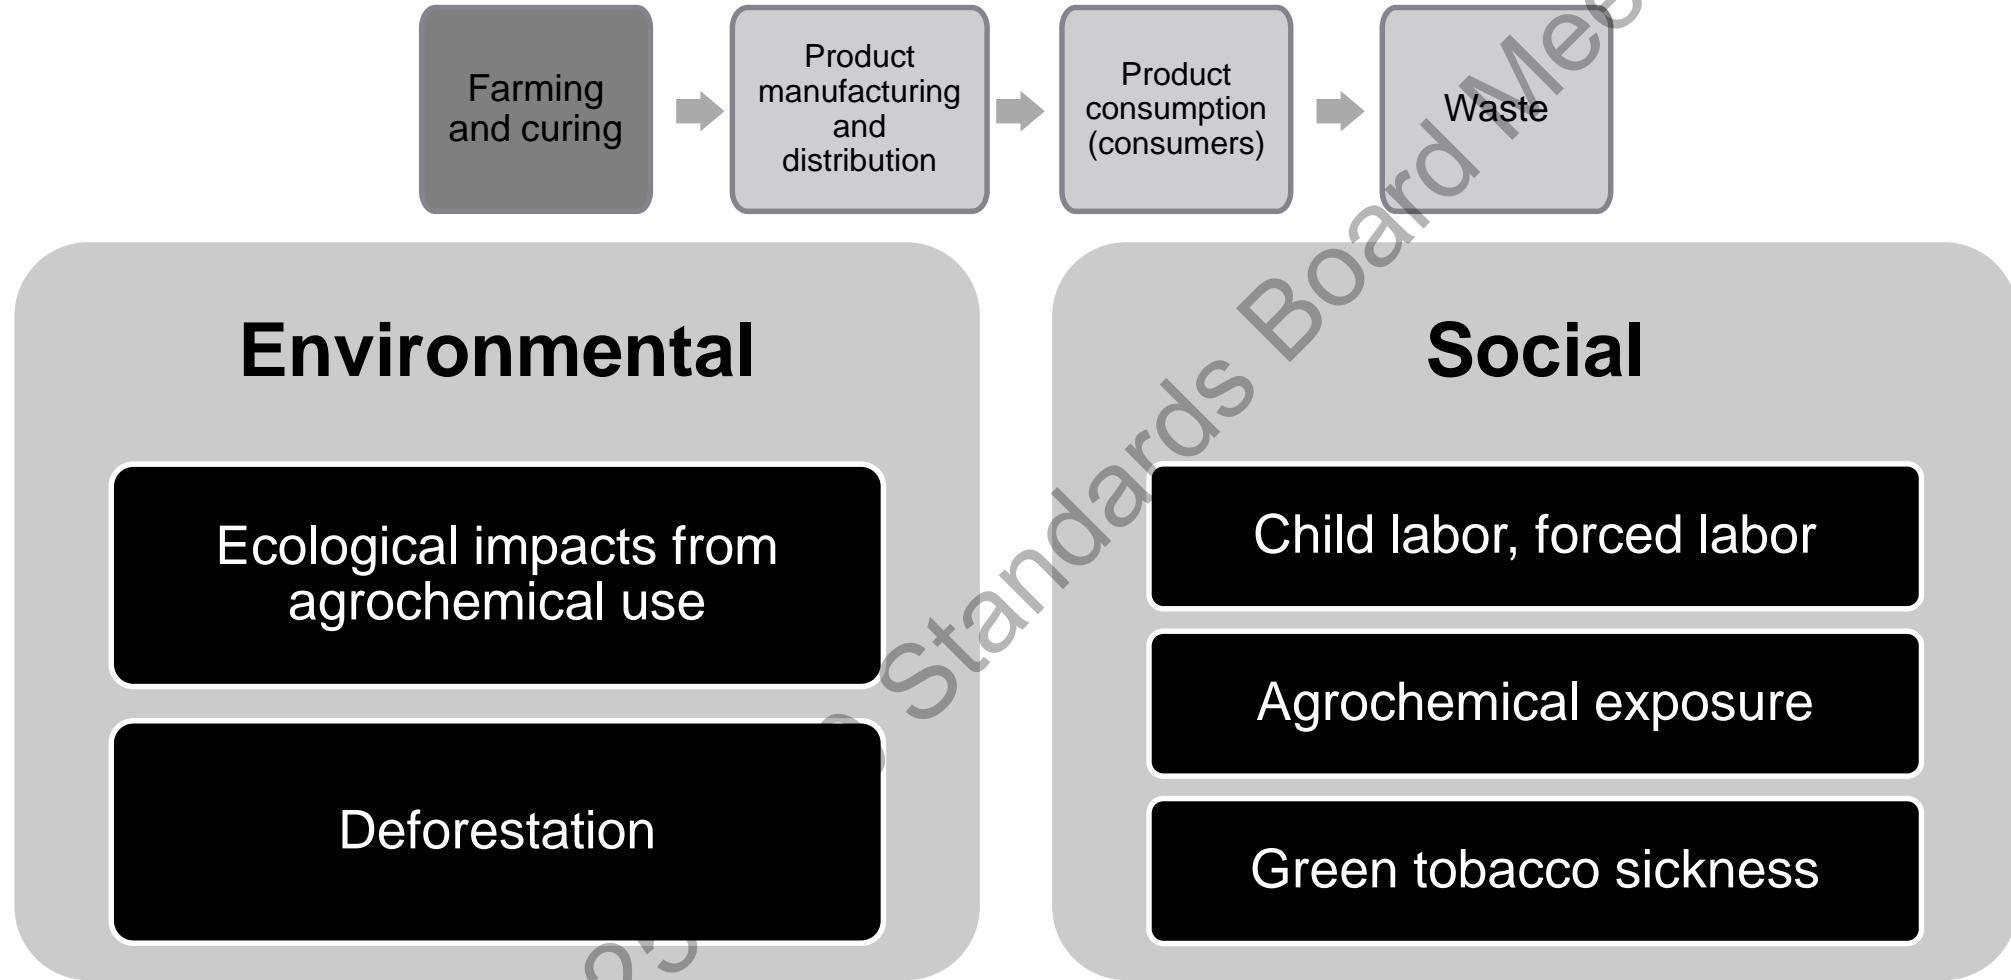 Farming
and curing
Product
manufacturing
and
distribution
Product
consumption
(consumers)
Waste
Environmental
Ecological impacts from
agrochemical use
Deforestation
Social
Child labor, forced labor
Agrochemical exposure
Green tobacco sickness
Standards Board